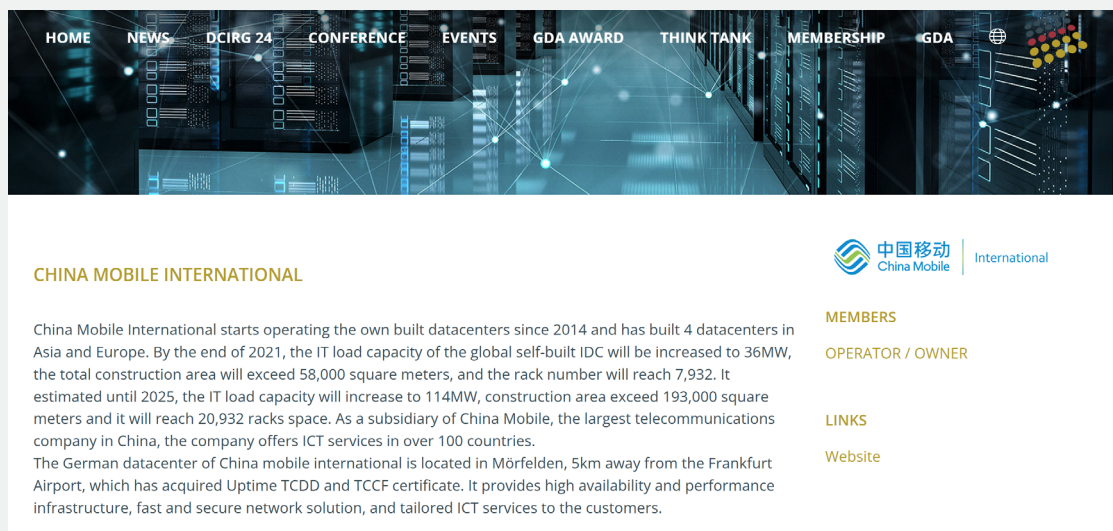 HOME NEWS DCIRG 24 CONFERENCE EVENTS GDA AWARD THINK TANK MEMBERSHIP GDA
CHINA MOBILE INTERNATIONAL
China Mobile International starts operating the own built datacenters since 2014 and has built 4 datacenters in
Asia and Europe. By the end of 2021, the IT load capacity of the global self-built IDC will be increased to 36MW,
the total construction area will exceed 58,000 square meters, and the rack number will reach 7,932. It
estimated until 2025, the IT load capacity will increase to 114MW, construction area exceed 193,000 square
meters and it will reach 20,932 racks space. As a subsidiary of China Mobile, the largest telecommunications
company in China, the company offers ICT services in over 100 countries.
The German datacenter of China mobile international is located in Mörfelden, 5km away from the Frankfurt
Airport, which has acquired Uptime TCDD and TCCF certificate. It provides high availability and performance
infrastructure, fast and secure network solution, and tailored ICT services to the customers.
中国移动
China Mobile
International
MEMBERS
OPERATOR / OWNER
LINKS
Website